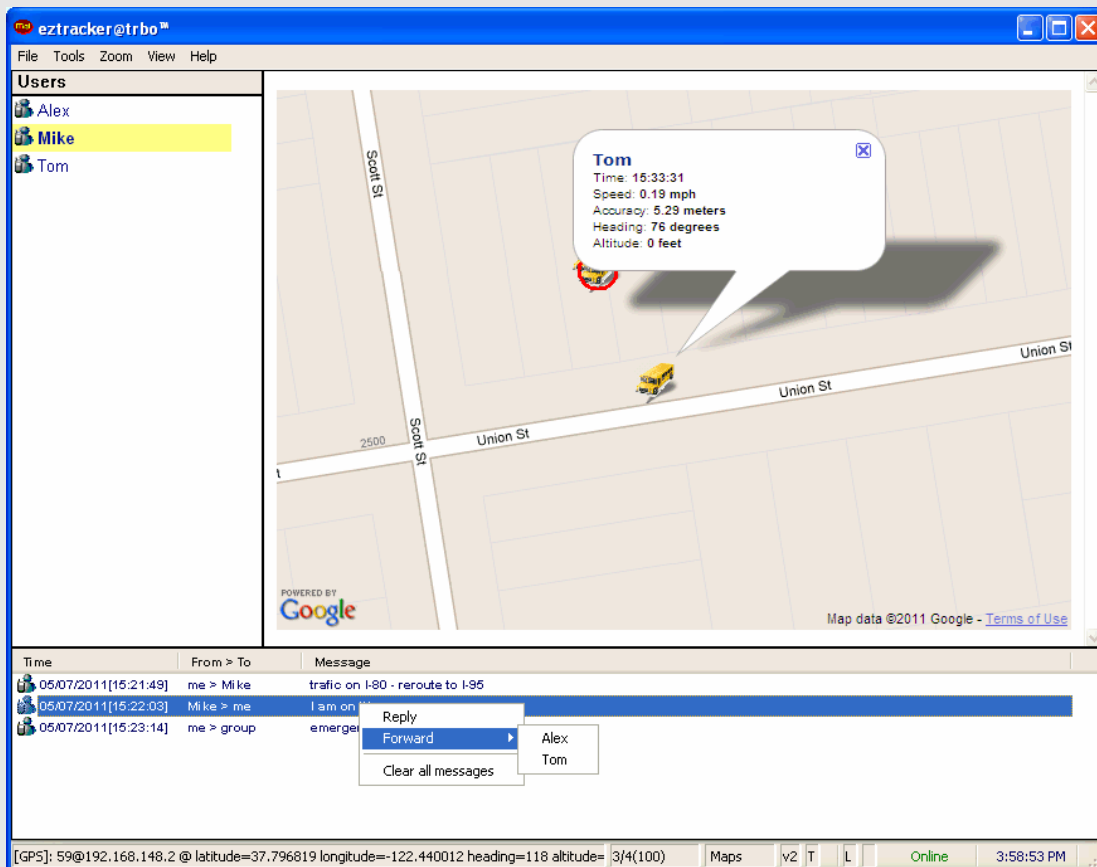 eztracker@trbo™
File Tools Zoom View Help
Users
Alex
Mike
Tom
Scott St
Tom
Time: 15:33:31
Speed: 0.19 mph
Accuracy: 5.29 meters
Heading: 76 degrees
Altitude: 0 feet
Union St
Union St
Union St
2500
Scott St
t
POWERED BY
Google
Map data ©2011 Google - Terms of Use
Time From > To Message
05/07/2011[15:21:49] me > Mike trafic on I-80 - reroute to I-95
05/07/2011[15:22:03] Mike > me I am on
05/07/2011[15:23:14] me > group
Reply
Forward
Alex
Tom
Clear all messages
[GPS]: 59@192.168.148.2 @ latitude=37.796819 longitude=-122.440012 heading=118 altitude= 3/4(100) Maps v2 T L Online 3:58:53 PM